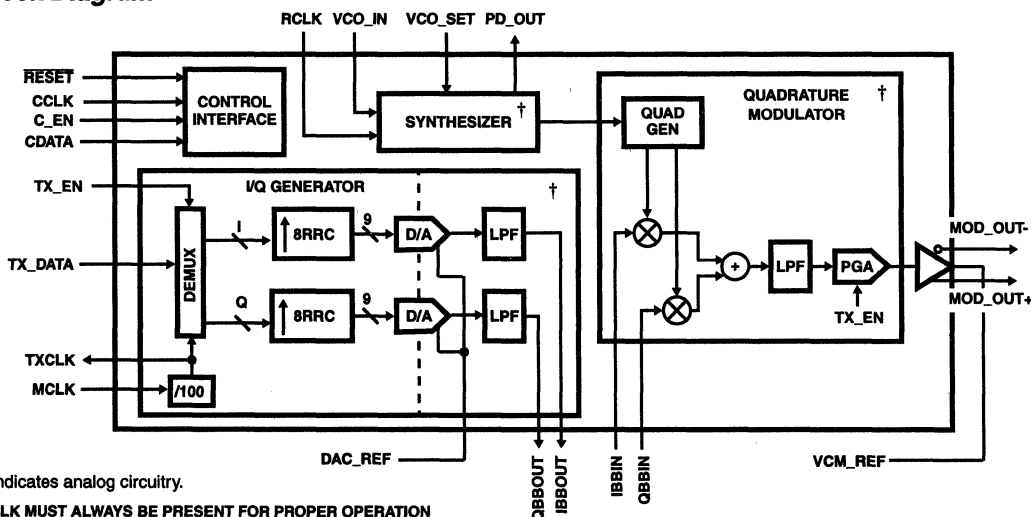 RCLK VCO_IN VCO_SET PD_OUT
RESET
CCLK
C_EN
CDATA
CONTROL
INTERFACE
SYNTHESIZER †
QUAD
GEN
QUADRATURE †
MODULATOR
TX_EN
I/Q GENERATOR †
TX_DATA
DEMUX
I
8RRC
9
D/A
LPF
Q
8RRC
9
D/A
LPF
+
LPF
PGA
TX_EN
MOD_OUT-
MOD_OUT+
TXCLK
MCLK
/100
DAC_REF
QBBOUT
IBBOUT
IBBIN
QBBIN
VCM_REF
ndicates analog circuitry.
LK MUST ALWAYS BE PRESENT FOR PROPER OPERATION